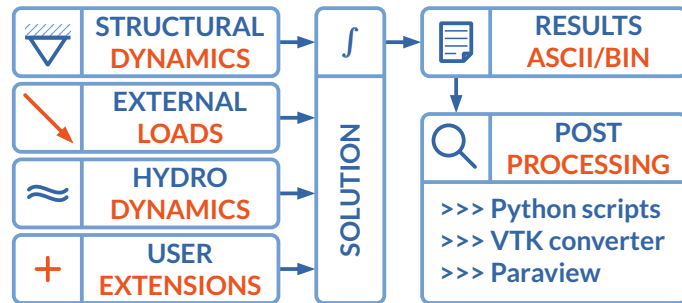 STRUCTURAL
DYNAMICS
EXTERNAL
LOADS
HYDRO
DYNAMICS
+
USER
EXTENSIONS
∫
SOLUTION
RESULTS
ASCII/BIN
POST
PROCESSING
>>> Python scripts
>>> VTK converter
>>> Paraview